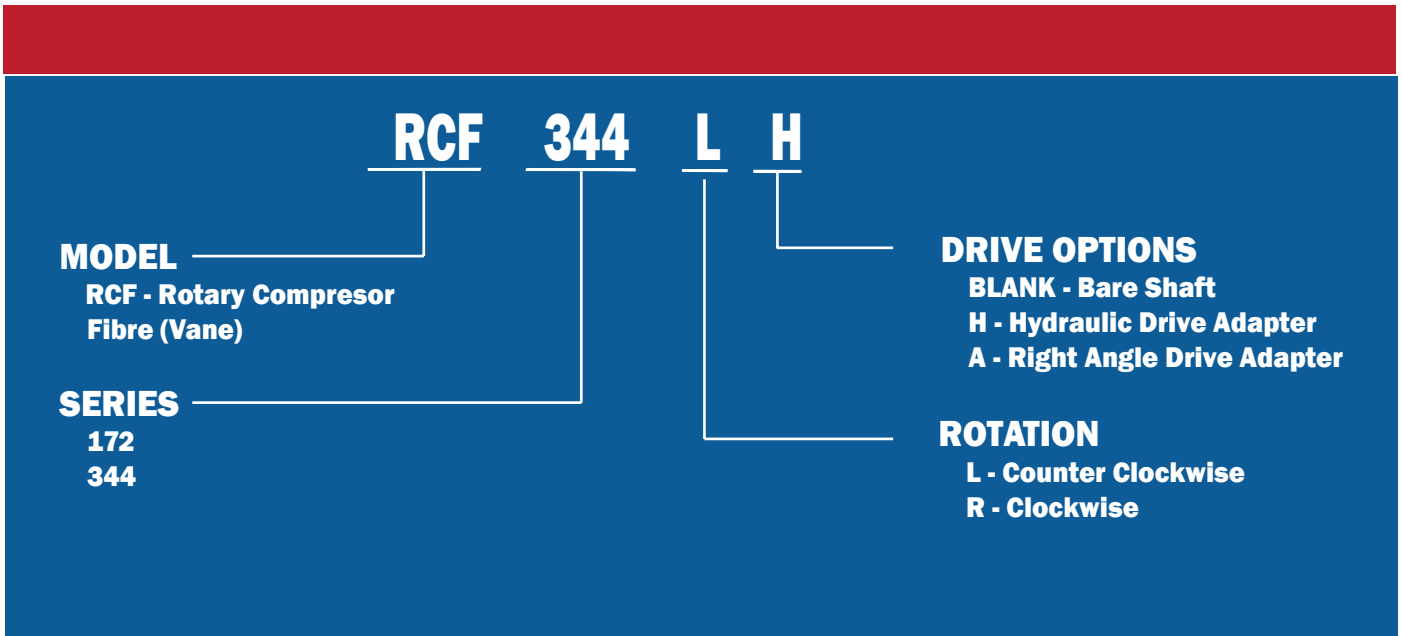 RCF 344 L H
MODEL
RCF - Rotary Compresor
Fibre (Vane)
SERIES
172
344
DRIVE OPTIONS
BLANK - Bare Shaft
H - Hydraulic Drive Adapter
A - Right Angle Drive Adapter
ROTATION
L - Counter Clockwise
R - Clockwise